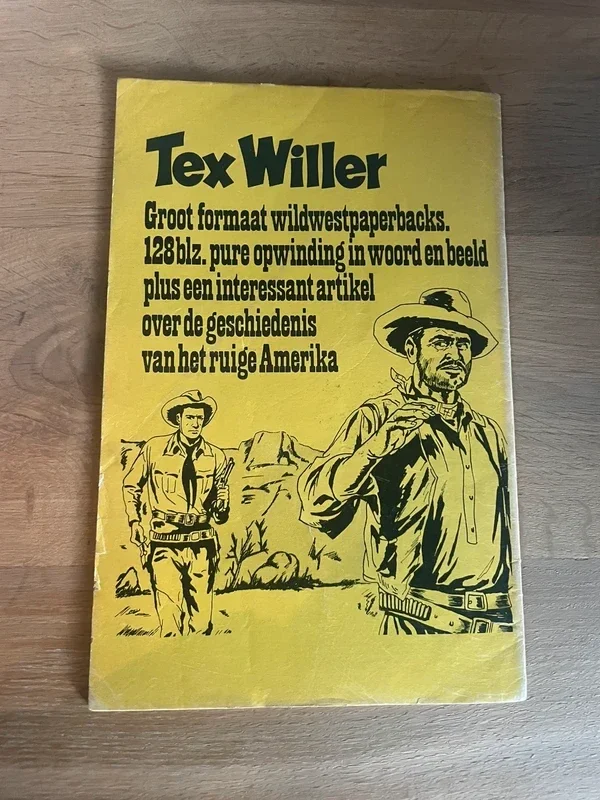 Tex Willer
Groot formaat wildwestpaperbacks.
128 blz. pure opwinding in woord en beeld
plus een interessant artikel
over de geschiedenis
van het ruige Amerika